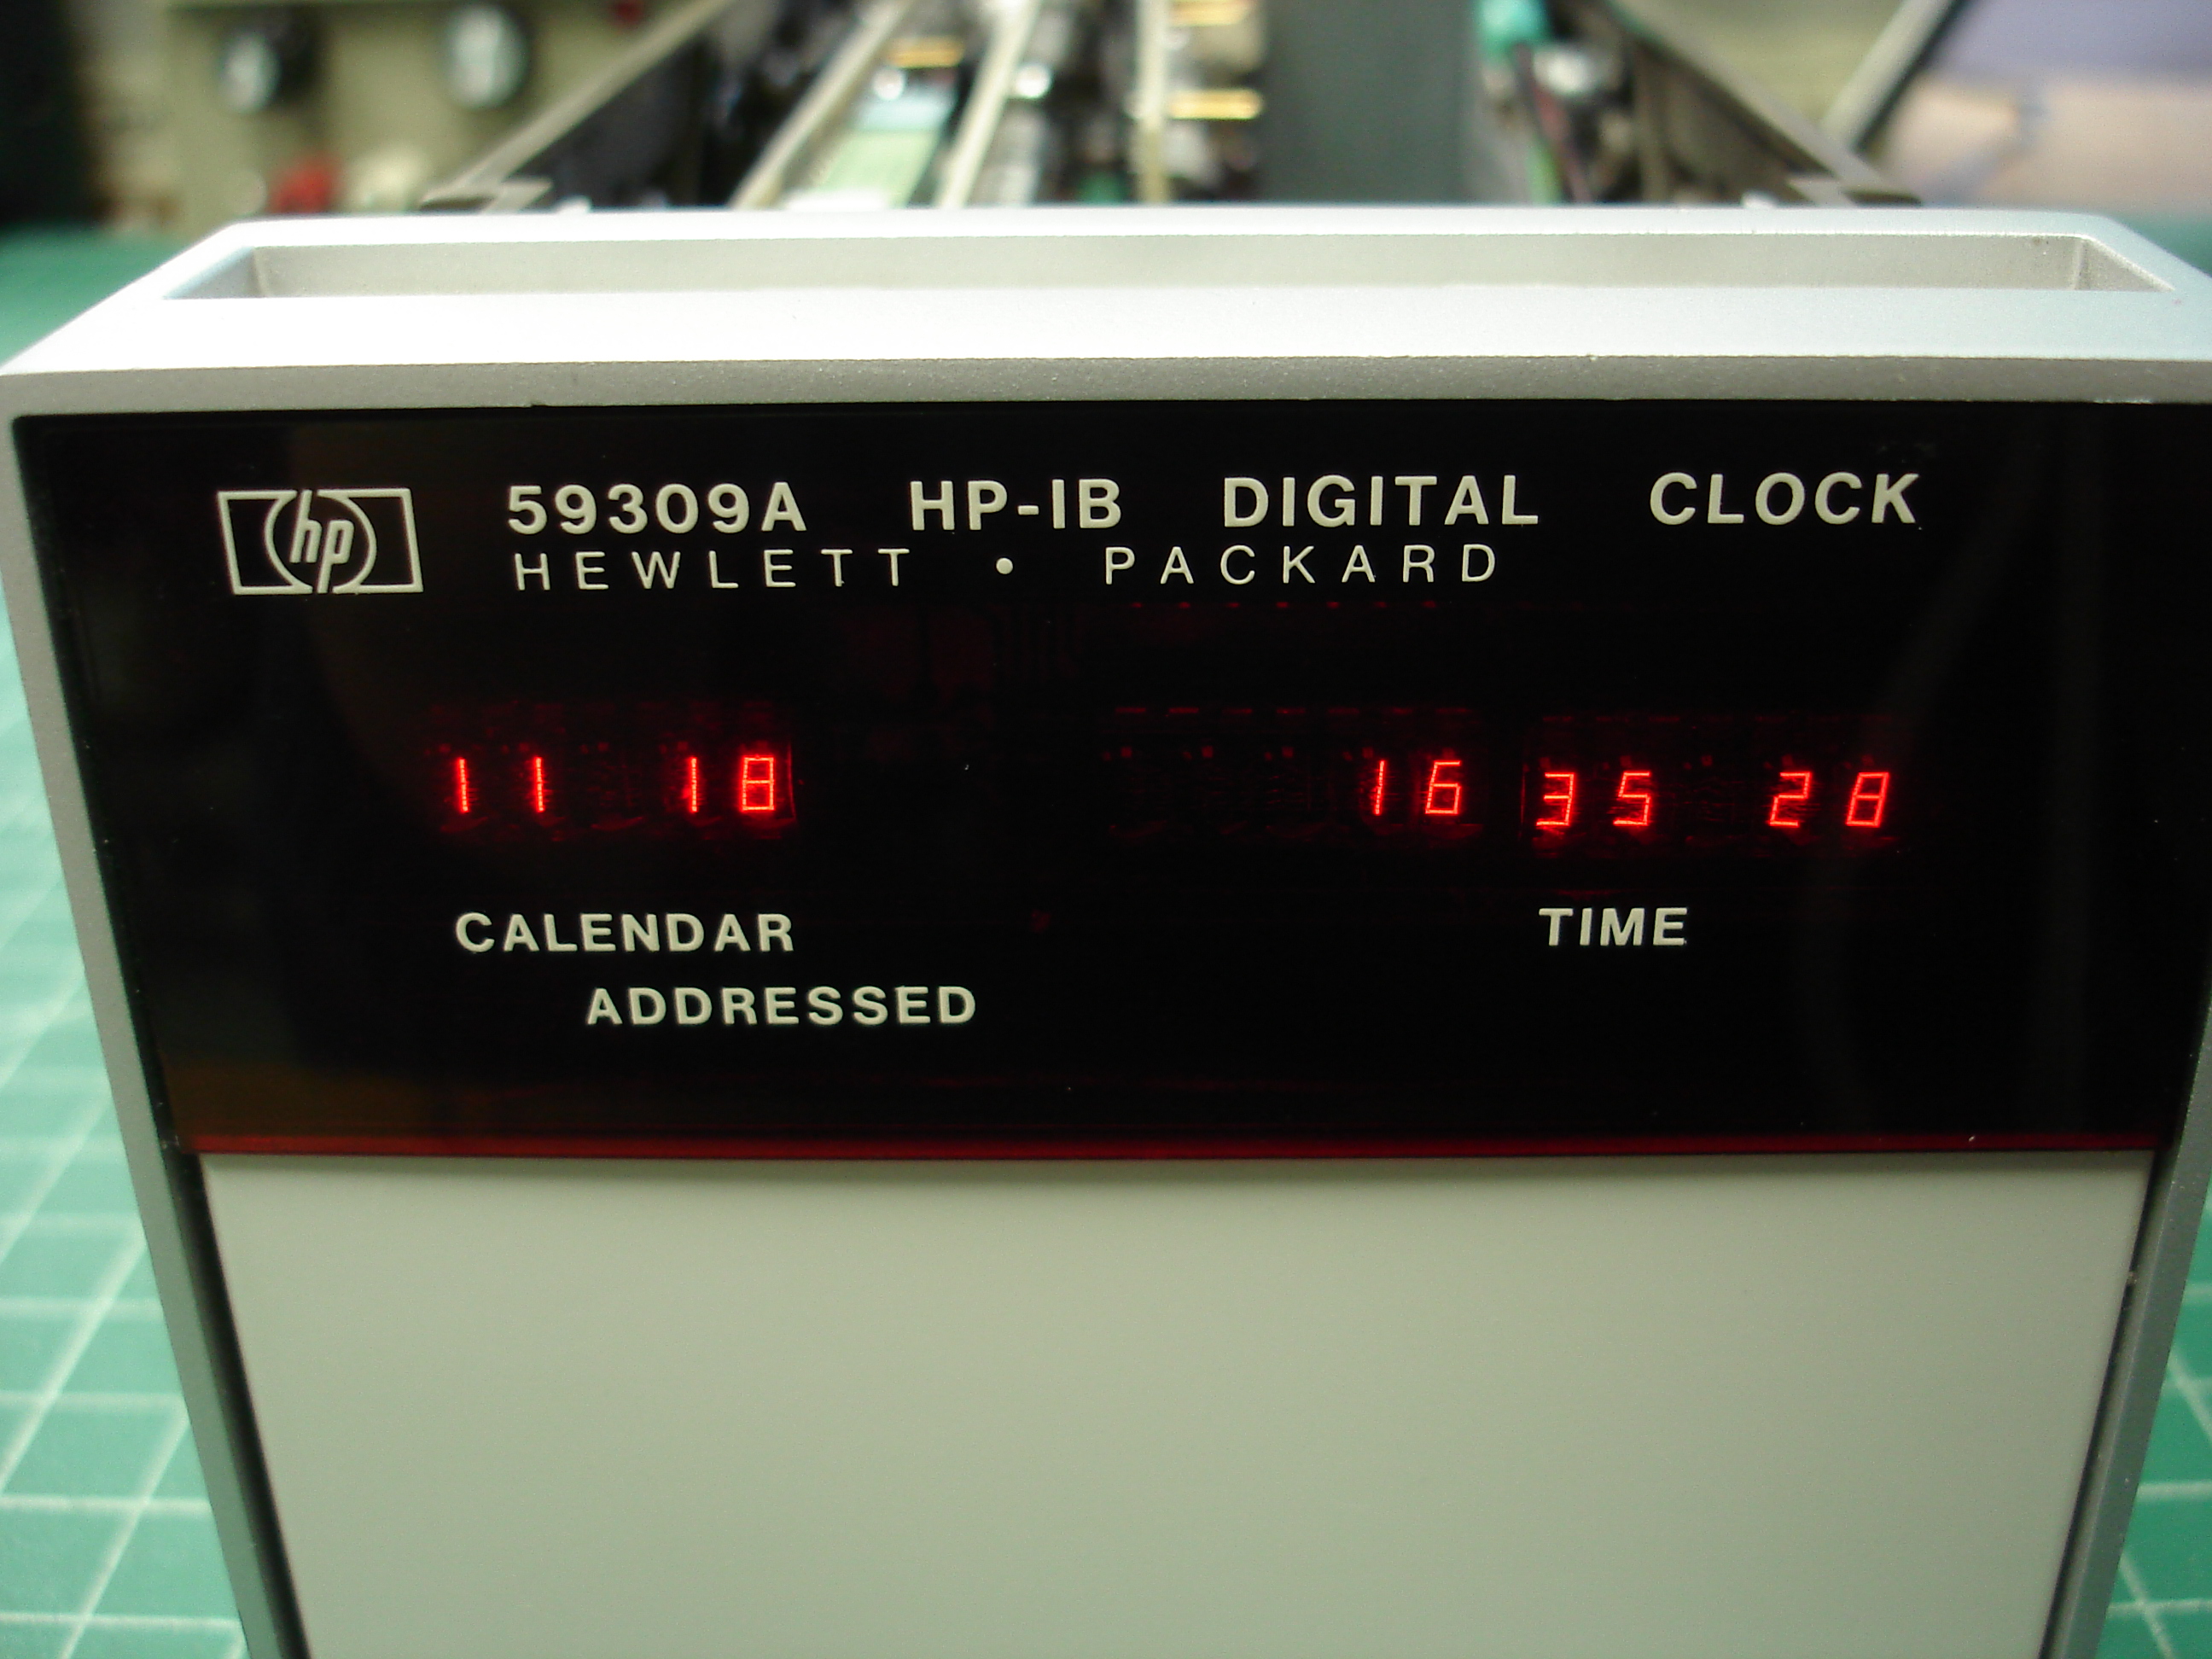 hp 59309A HP-IB DIGITAL CLOCK
HEWLETT • PACKARD
11 18 16 35 28
CALENDAR TIME
ADDRESSED